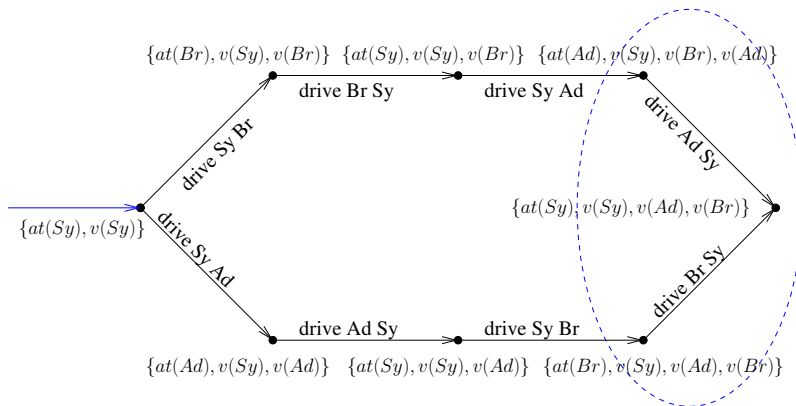 {at(Br), v(Sy), v(Br)} {at(Sy), v(Sy), v(Br)} {at(Ad), v(Sy), v(Br), v(Ad)}
drive Br Sy
drive Sy Ad
drive Sy Br
drive Ad Sy
{at(Sy), v(Sy)}
{at(Sy), v(Sy), v(Ad), v(Br)}
drive Sy Ad
drive Br Sy
drive Ad Sy
drive Sy Br
{at(Ad), v(Sy), v(Ad)} {at(Sy), v(Sy), v(Ad)} {at(Br), v(Sy), v(Ad), v(Br)}